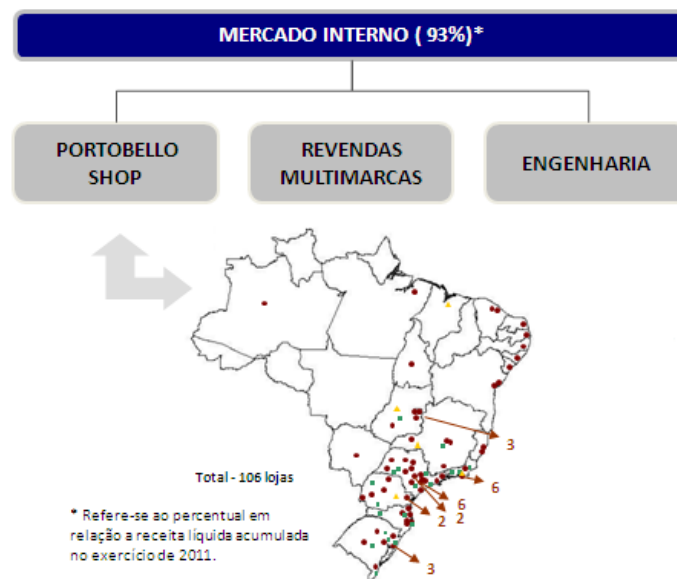 MERCADO INTERNO ( 93%)*
PORTOBELLO
SHOP
REVENDAS
MULTIMARCAS
ENGENHARIA
3
6
6
2
2
3
Total - 106 lojas
* Refere-se ao percentual em
relação a receita líquida acumulada
no exercício de 2011.